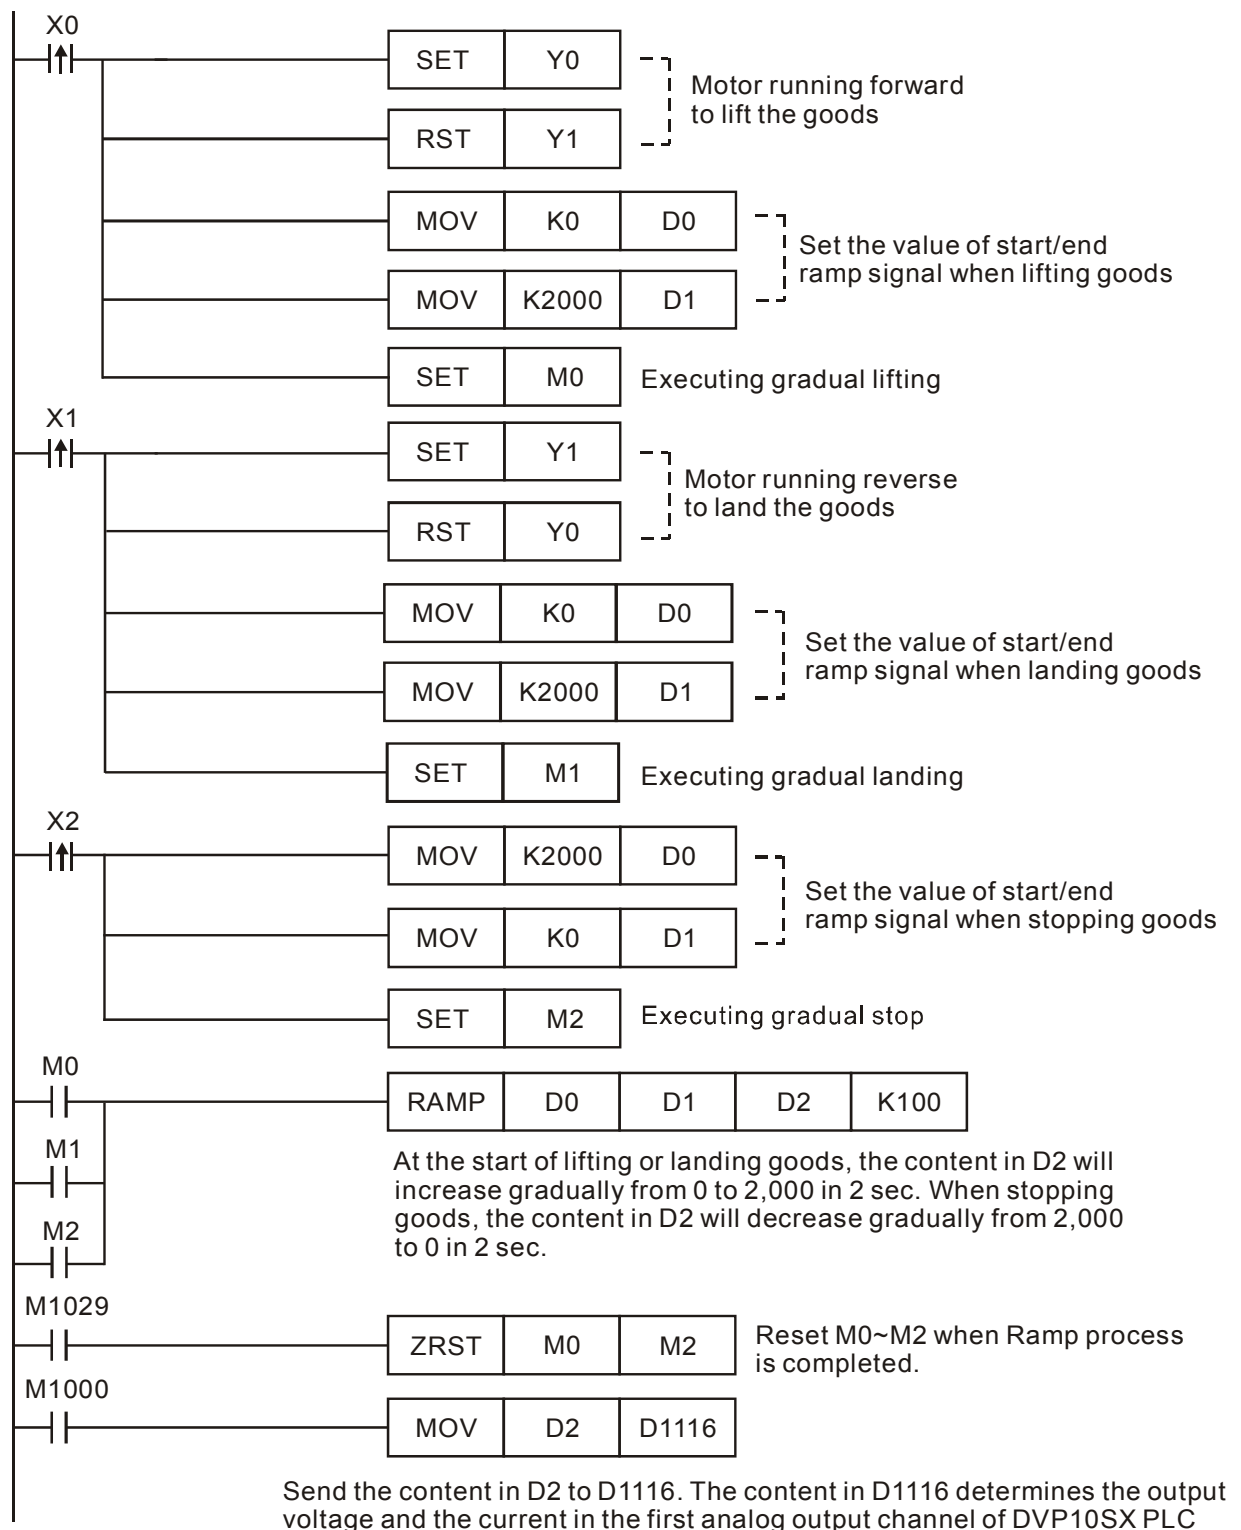 X0
SET Y0
Motor running forward
to lift the goods
RST Y1
MOV K0 D0
Set the value of start/end
ramp signal when lifting goods
MOV K2000 D1
SET M0 Executing gradual lifting
X1
SET Y1
Motor running reverse
to land the goods
RST Y0
MOV K0 D0
Set the value of start/end
ramp signal when landing goods
MOV K2000 D1
SET M1 Executing gradual landing
X2
MOV K2000 D0
Set the value of start/end
ramp signal when stopping goods
MOV K0 D1
SET M2 Executing gradual stop
M0
RAMP D0 D1 D2 K100
M1
At the start of lifting or landing goods, the content in D2 will
increase gradually from 0 to 2,000 in 2 sec. When stopping
goods, the content in D2 will decrease gradually from 2,000
to 0 in 2 sec.
M2
M1029
ZRST M0 M2
Reset M0~M2 when Ramp process
is completed.
M1000
MOV D2 D1116
Send the content in D2 to D1116. The content in D1116 determines the output
voltage and the current in the first analog output channel of DVP10SX PLC